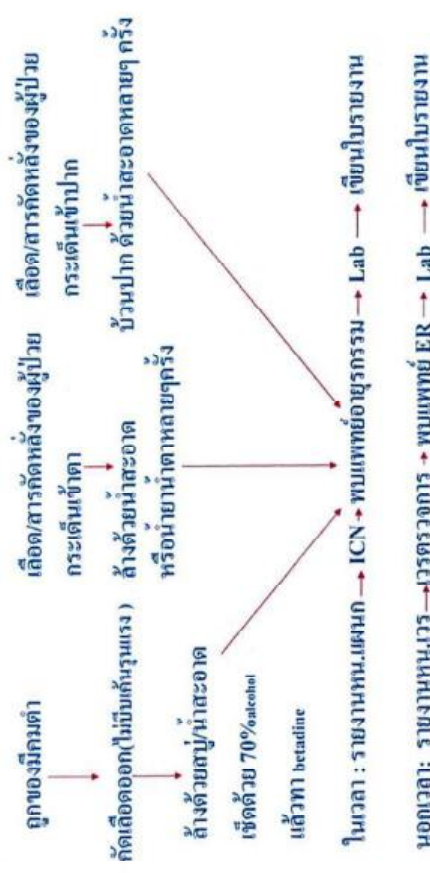 ถูกของมีคมตำ
คัดเลือดออก(ไม่บีบเค้นรุนแรง )
ล้างด้วยสบู่/น้ำสะอาด
เช็ดด้วย 70%alcohol
แล้วทา betadine
เลือด/สารคัดหลั่งของผู้ป่วย
กระเด็นเข้าตา
ล้างด้วยน้ำสะอาด
หรือน้ำยาน้ำตาหลายๆครั้ง
เลือด/สารคัดหลั่งของผู้ป่วย
กระเด็นเข้าปาก
บ้วนปาก ด้วยน้ำสะอาดหลายๆ ครั้ง
ในเวลา : รายงานหน.แผนก → ICN → พบแพทย์อายุรกรรม → Lab → เขียนใบรายงาน
นอกเวลา: รายงานหน.เวร → เวรตรวจการ → พบแพทย์ ER → Lab → เขียนใบรายงาน